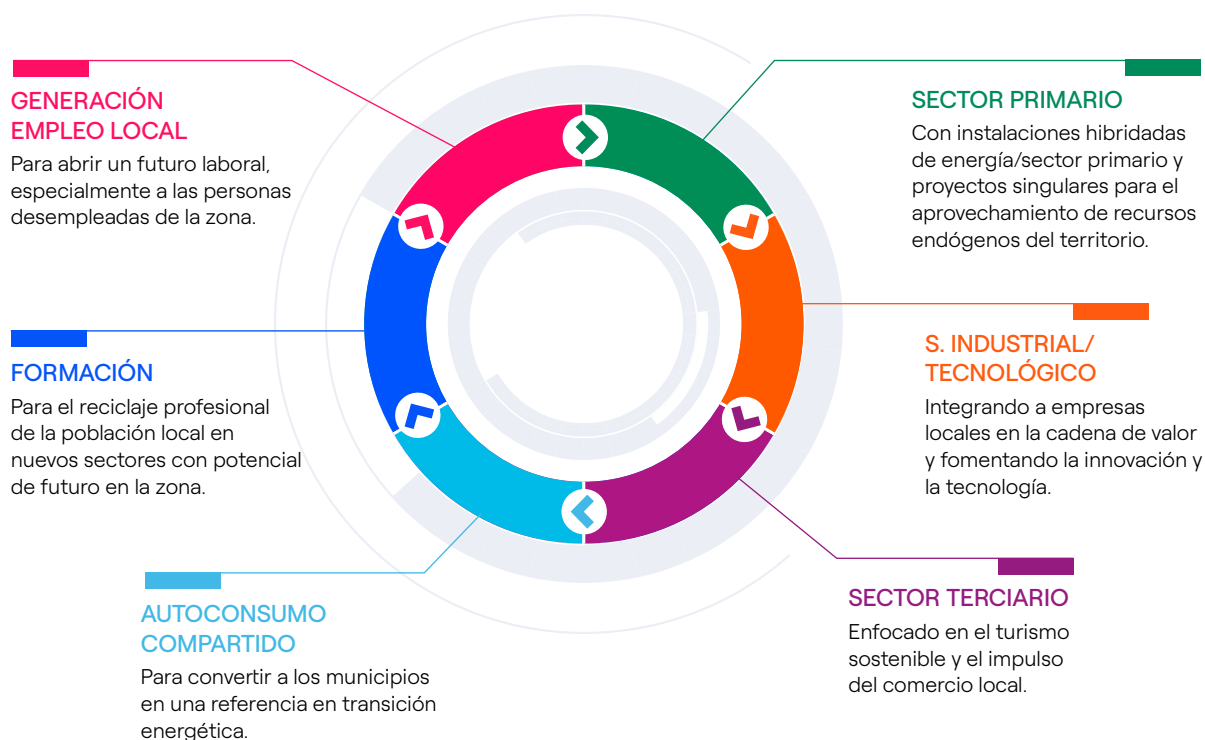 GENERACIÓN
EMPLEO LOCAL
Para abrir un futuro laboral,
especialmente a las personas
desempleadas de la zona.
SECTOR PRIMARIO
Con instalaciones hibridadas
de energía/sector primario y
proyectos singulares para el
aprovechamiento de recursos
endógenos del territorio.
FORMACIÓN
Para el reciclaje profesional
de la población local en
nuevos sectores con potencial
de futuro en la zona.
S. INDUSTRIAL/
TECNOLÓGICO
Integrando a empresas
locales en la cadena de valor
y fomentando la innovación y
la tecnología.
AUTOCONSUMO
COMPARTIDO
Para convertir a los municipios
en una referencia en transición
energética.
SECTOR TERCIARIO
Enfocado en el turismo
sostenible y el impulso
del comercio local.